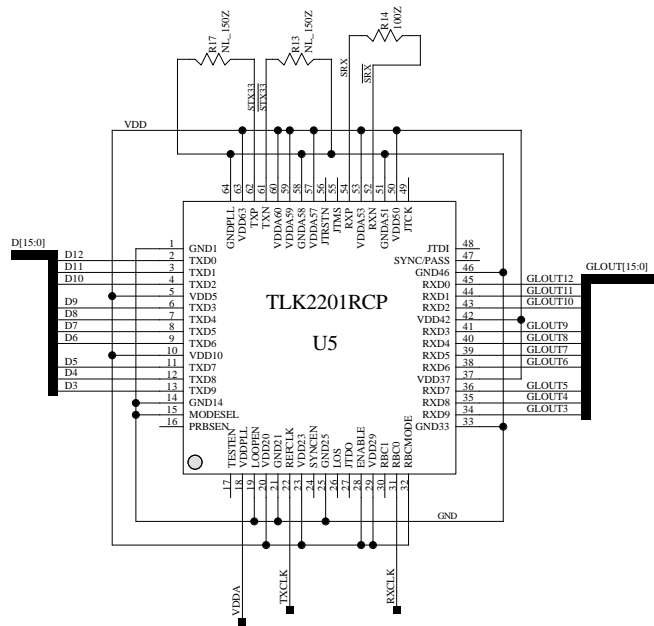 R17
NL_150Z
R13
NL_150Z
R14
100Z
STX33
STX33
SRX
SRX
VDD
64
63
62
61
60
59
58
57
56
55
54
53
52
51
50
49
GNDPLL
VDD63
TXP
TXN
VDDA60
VDDA59
GNDA58
VDDA57
JTRSTN
JTMS
RXP
VDDA53
RXN
GNDA51
VDD50
JTCK
D[15:0]
GLOUT[15:0]
1 GND1
D12 2 TXD0
D11 3 TXD1
D10 4 TXD2
5 VDD5
D9 6 TXD3
D8 7 TXD4
D7 8 TXD5
D6 9 TXD6
10 VDD10
D5 11 TXD7
D4 12 TXD8
D3 13 TXD9
14 GND14
15 MODESEL
16 PRBSEN
TLK2201RCP
U5
JTDI 48
SYNC/PASS 47
GND46 46
RXD0 45 GLOUT12
RXD1 44 GLOUT11
RXD2 43 GLOUT10
VDD42 42
RXD3 41 GLOUT9
RXD4 40 GLOUT8
RXD5 39 GLOUT7
RXD6 38 GLOUT6
VDD37 37
RXD7 36 GLOUT5
RXD8 35 GLOUT4
RXD9 34 GLOUT3
GND33 33
TESTEN
VDDPLL
LOOPEN
VDD20
GND21
REFCLK
VDD23
SYNCEN
GND25
LOS
JTDO
ENABLE
VDD29
RBC1
RBC0
RBCMODE
17
18
19
20
21
22
23
24
25
26
27
28
29
30
31
32
GND
VDDA
TXCLK
RXCLK